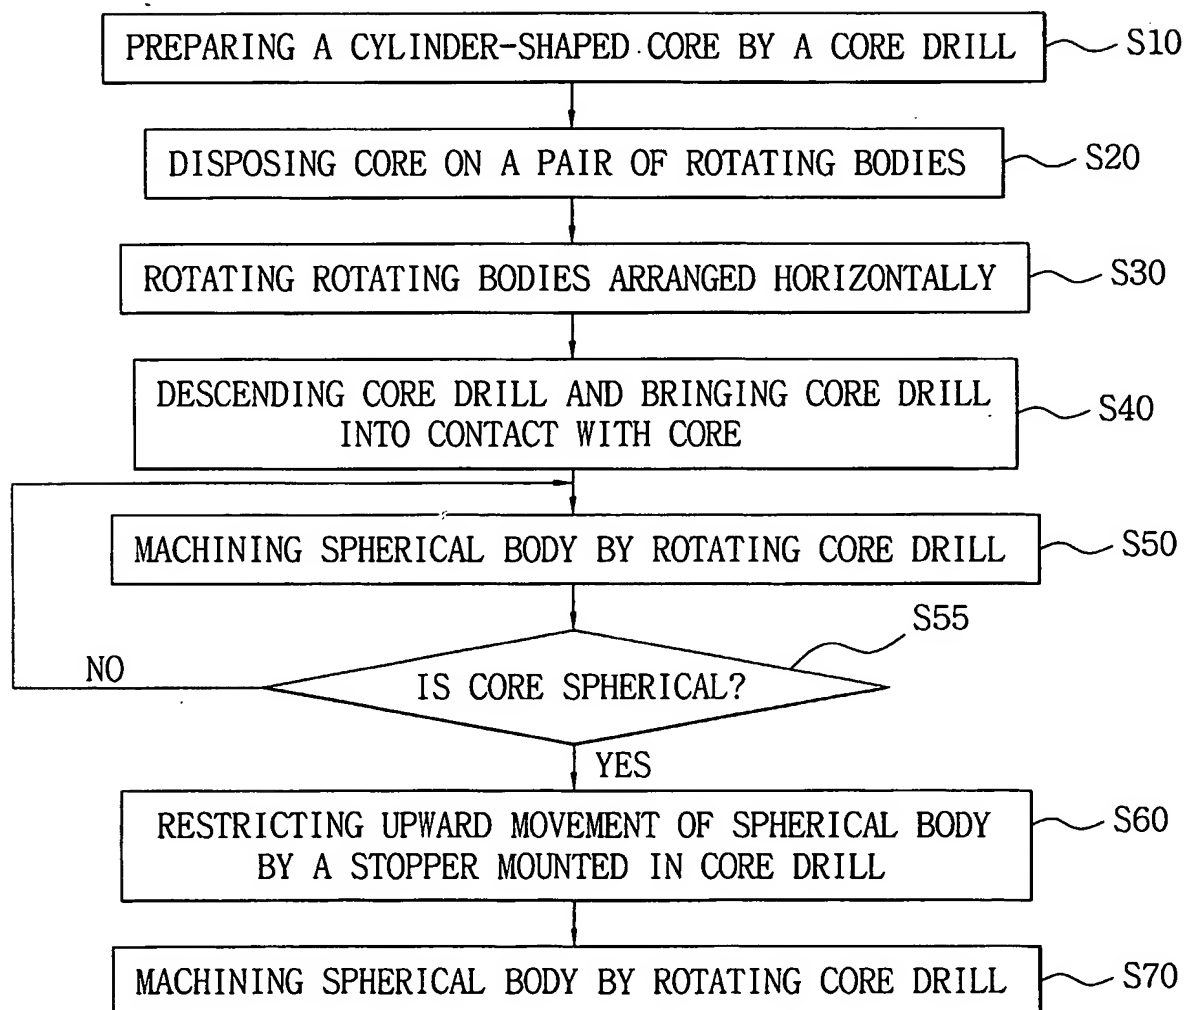 PREPARING A CYLINDER-SHAPED CORE BY A CORE DRILL S10
DISPOSING CORE ON A PAIR OF ROTATING BODIES S20
ROTATING ROTATING BODIES ARRANGED HORIZONTALLY S30
DESCENDING CORE DRILL AND BRINGING CORE DRILL
INTO CONTACT WITH CORE
S40
MACHINING SPHERICAL BODY BY ROTATING CORE DRILL S50
S55
NO
IS CORE SPHERICAL?
YES
RESTRICTING UPWARD MOVEMENT OF SPHERICAL BODY
BY A STOPPER MOUNTED IN CORE DRILL
S60
MACHINING SPHERICAL BODY BY ROTATING CORE DRILL S70